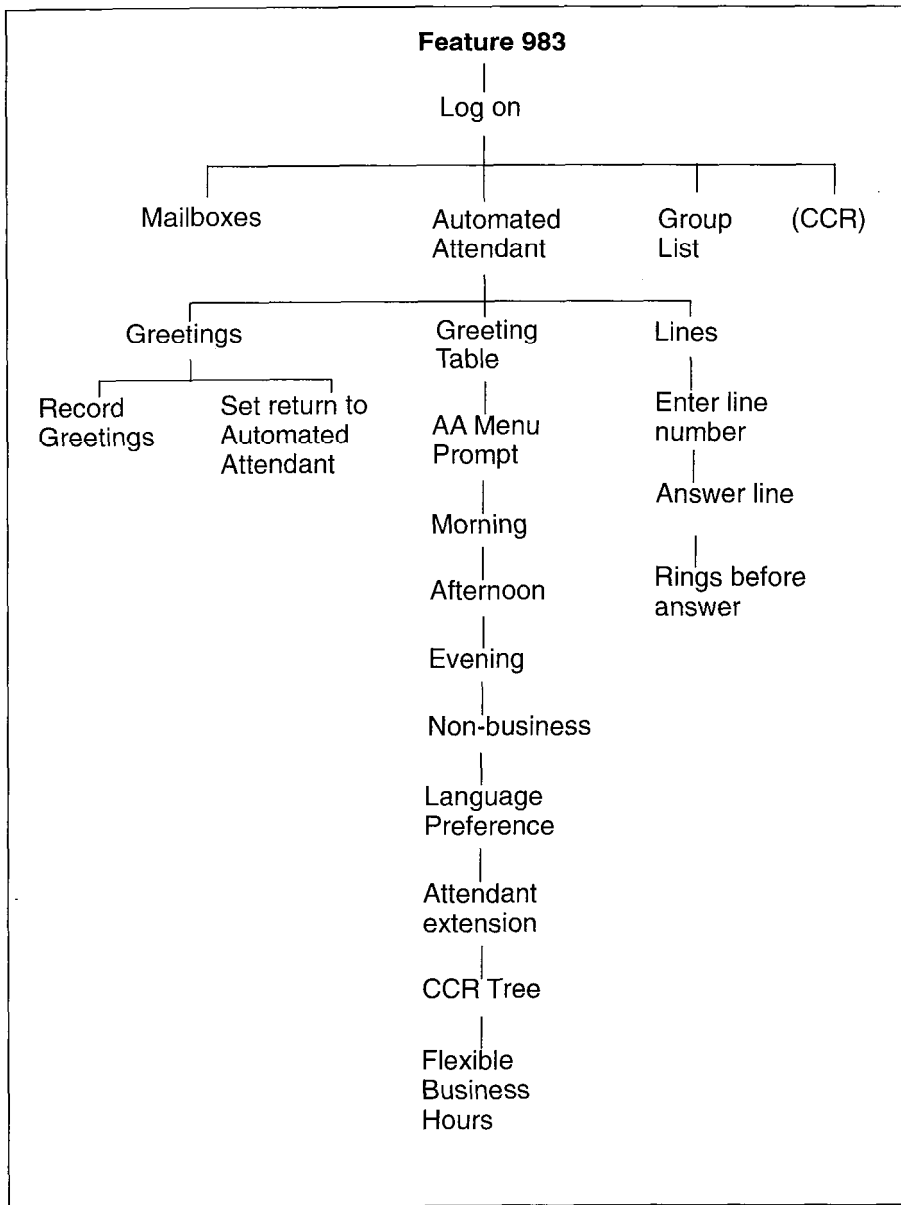 Feature 983
Log on
Mailboxes
Automated
Attendant
Group
List
(CCR)
Greetings
Greeting
Table
Lines
Record
Greetings
Set return to
Automated
Attendant
AA Menu
Prompt
Enter line
number
Morning
Answer line
Afternoon
Rings before
answer
Evening
Non-business
Language
Preference
Attendant
extension
CCR Tree
Flexible
Business
Hours